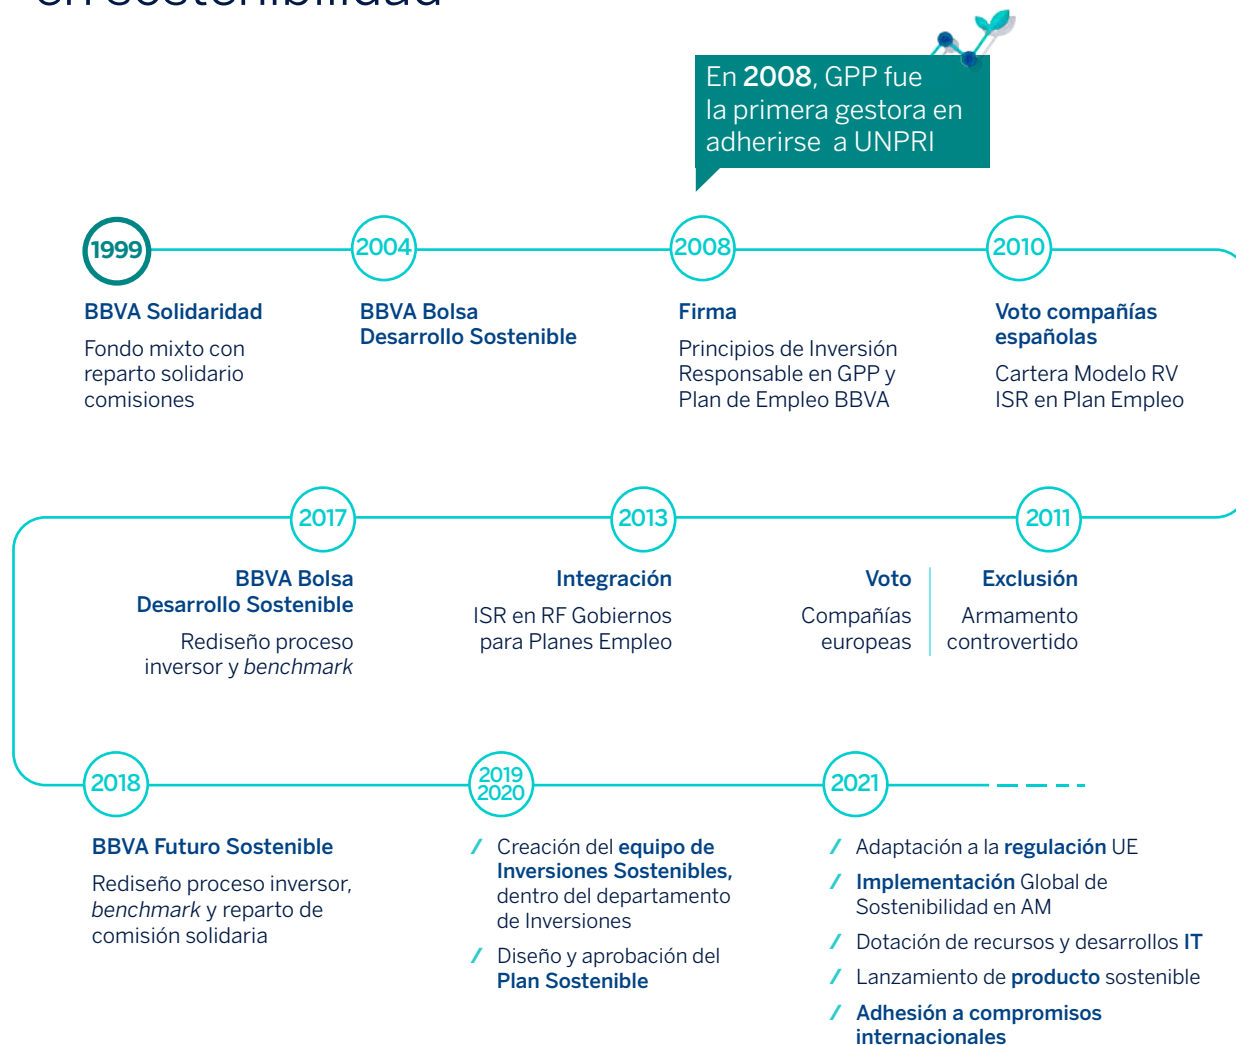 en sostenibilidad
En 2008, GPP fue
la primera gestora en
adherirse a UNPRI
1999
BBVA Solidaridad
Fondo mixto con
reparto solidario
comisiones
2004
BBVA Bolsa
Desarrollo Sostenible
2008
Firma
Principios de Inversión
Responsable en GPP y
Plan de Empleo BBVA
2010
Voto compañías
españolas
Cartera Modelo RV
ISR en Plan Empleo
2017
BBVA Bolsa
Desarrollo Sostenible
Rediseño proceso
inversor y benchmark
2013
Integración
ISR en RF Gobiernos
para Planes Empleo
2011
Voto
Compañías
europeas
Exclusión
Armamento
controvertido
2018
BBVA Futuro Sostenible
Rediseño proceso inversor,
benchmark y reparto de
comisión solidaria
2019
2020
/ Creación del equipo de
Inversiones Sostenibles,
dentro del departamento
de Inversiones
/ Diseño y aprobación del
Plan Sostenible
2021
/ Adaptación a la regulación UE
/ Implementación Global de
Sostenibilidad en AM
/ Dotación de recursos y desarrollos IT
/ Lanzamiento de producto sostenible
/ Adhesión a compromisos
internacionales